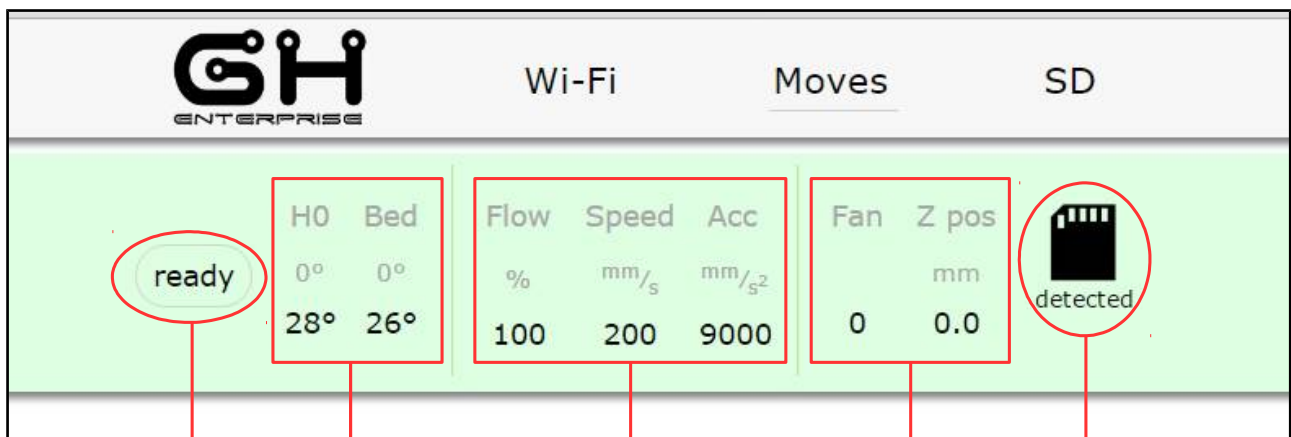 GH
ENTERPRISE
Wi-Fi Moves SD
H0 Bed Flow Speed Acc Fan Z pos
ready 0° 0° % mm/s mm/s² mm
28° 26° 100 200 9000 0 0.0
detected